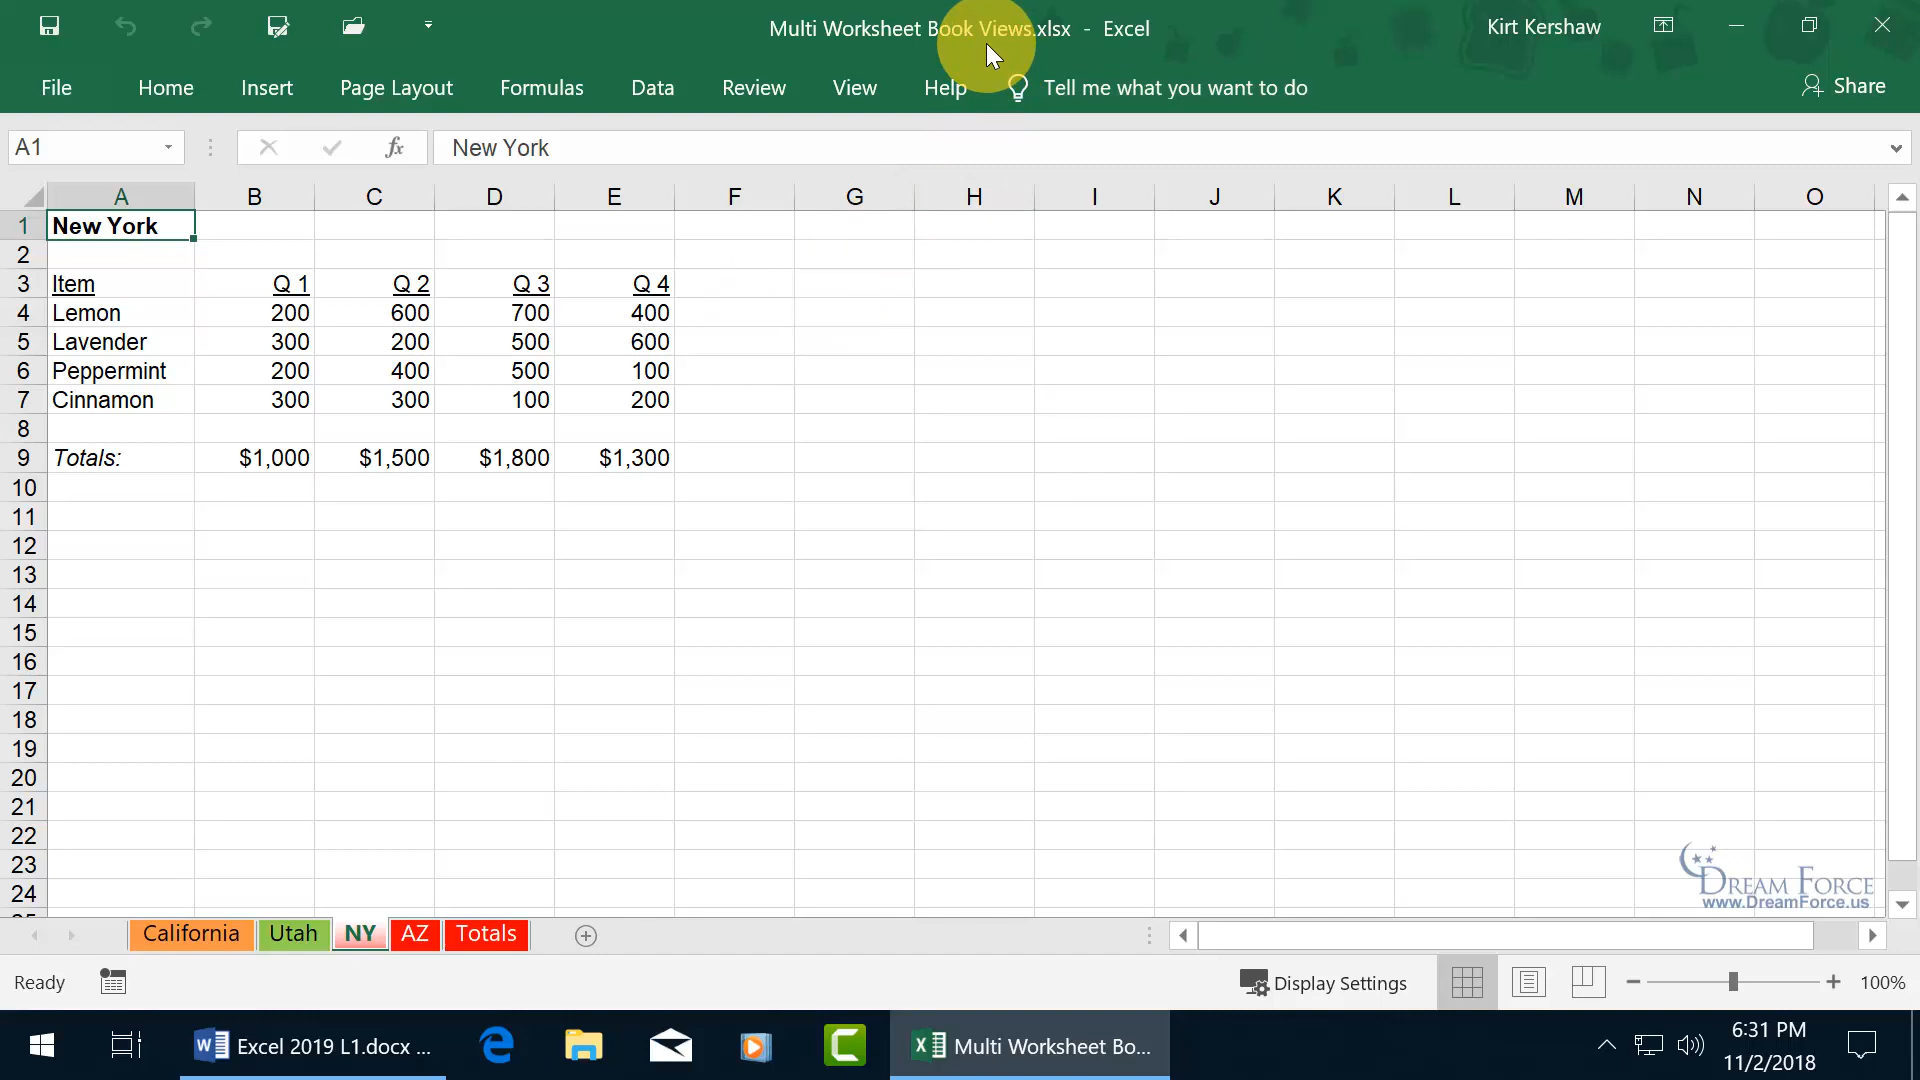 Multi Worksheet Book Views.xlsx - Excel
Kirt Kershaw
File Home Insert Page Layout Formulas Data Review View Help Tell me what you want to do Share
A1 fx New York
A B C D E F G H I J K L M N O
1 New York
2
3 Item Q 1 Q 2 Q 3 Q 4
4 Lemon 200 600 700 400
5 Lavender 300 200 500 600
6 Peppermint 200 400 500 100
7 Cinnamon 300 300 100 200
8
9 Totals: $1,000 $1,500 $1,800 $1,300
10
11
12
13
14
15
16
17
18
19
20
21
22
23
24
25
DREAM FORCE
www.DreamForce.us
California Utah NY AZ Totals
Ready Display Settings 100%
Excel 2019 L1.docx ... Multi Worksheet Bo... 6:31 PM
11/2/2018